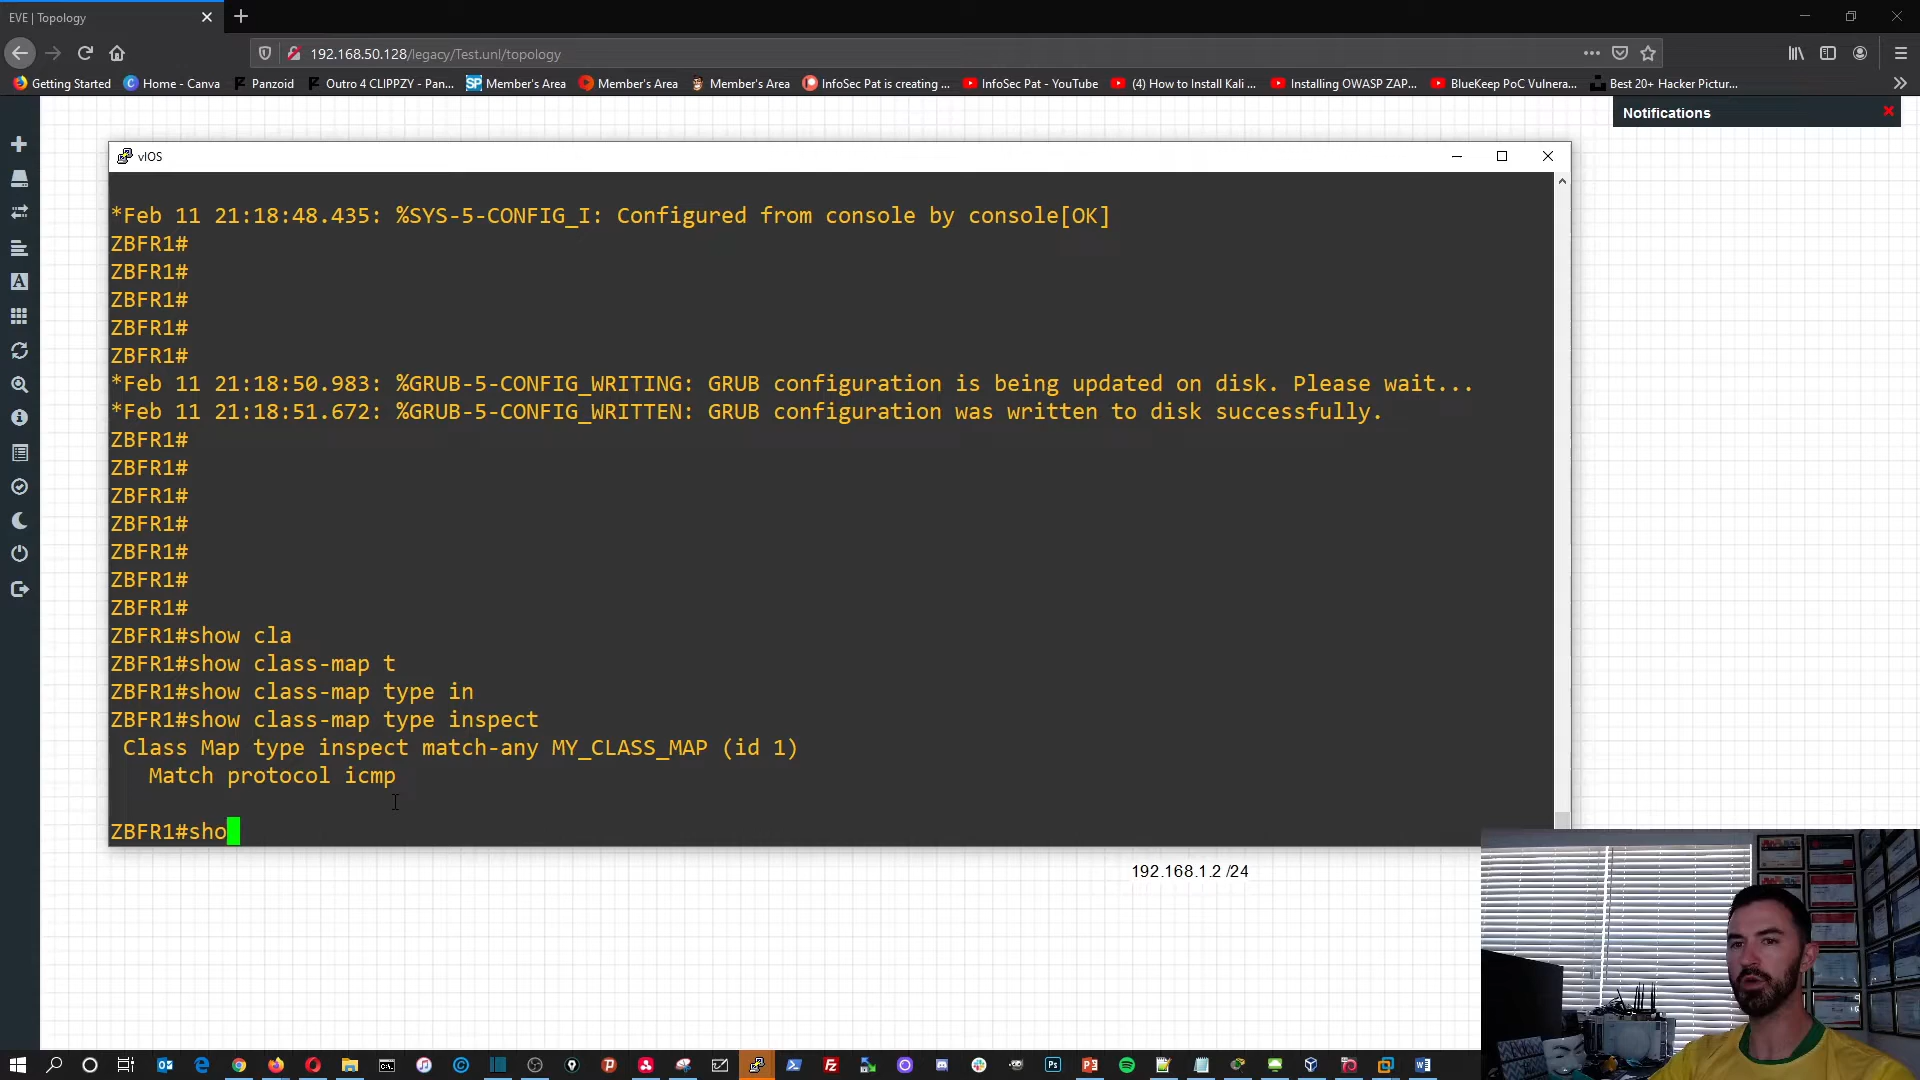 EVE | Topology
192.168.50.128/legacy/Test.unl/topology
Getting Started
Home - Canva
Panzoid
Outro 4 CLIPPZY - Pan...
Member's Area
Member's Area
Member's Area
InfoSec Pat is creating ...
InfoSec Pat - YouTube
(4) How to Install Kali ...
Installing OWASP ZAP...
BlueKeep PoC Vulnera...
Best 20+ Hacker Pictur...
Notifications
vIOS
*Feb 11 21:18:48.435: %SYS-5-CONFIG_I: Configured from console by console[OK]
ZBFR1#
ZBFR1#
ZBFR1#
ZBFR1#
ZBFR1#
*Feb 11 21:18:50.983: %GRUB-5-CONFIG_WRITING: GRUB configuration is being updated on disk. Please wait...
*Feb 11 21:18:51.672: %GRUB-5-CONFIG_WRITTEN: GRUB configuration was written to disk successfully.
ZBFR1#
ZBFR1#
ZBFR1#
ZBFR1#
ZBFR1#
ZBFR1#
ZBFR1#
ZBFR1#show cla
ZBFR1#show class-map t
ZBFR1#show class-map type in
ZBFR1#show class-map type inspect
Class Map type inspect match-any MY_CLASS_MAP (id 1)
Match protocol icmp
ZBFR1#sho
192.168.1.2 /24